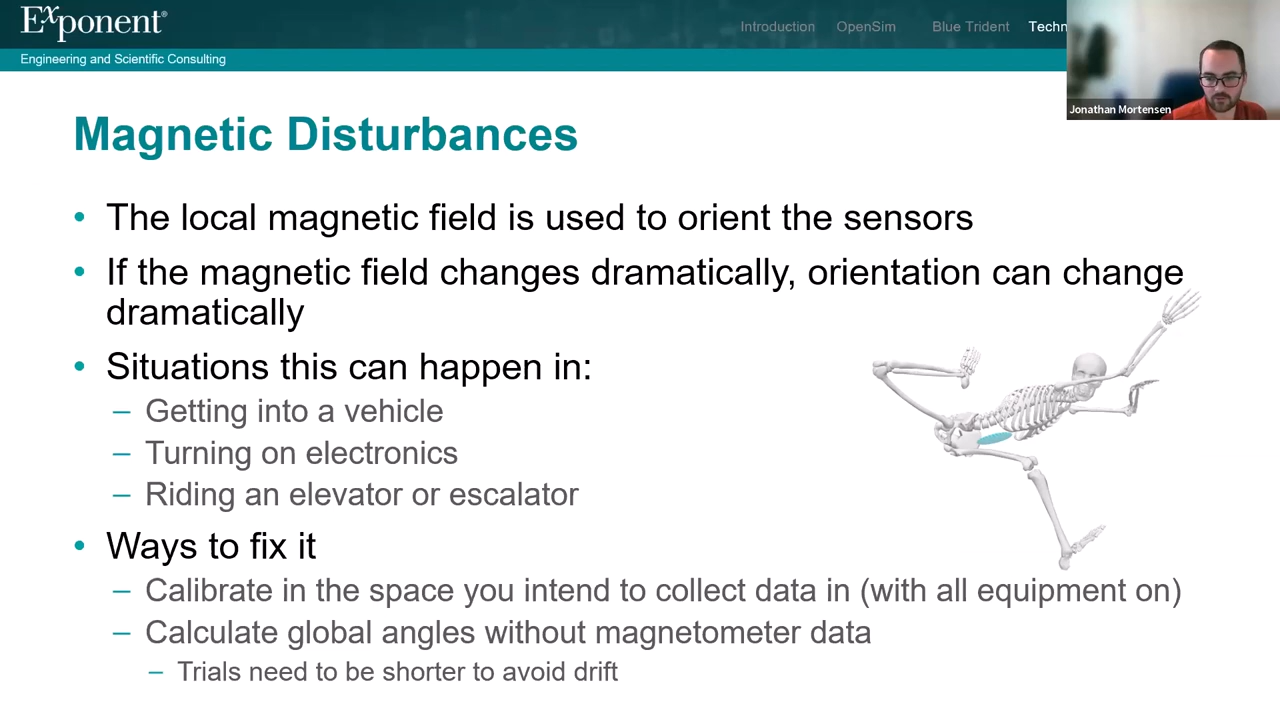 Exponent®
Engineering and Scientific Consulting
Introduction OpenSim Blue Trident Techn
Jonathan Mortensen
Magnetic Disturbances
• The local magnetic field is used to orient the sensors
• If the magnetic field changes dramatically, orientation can change
dramatically
• Situations this can happen in:
– Getting into a vehicle
– Turning on electronics
– Riding an elevator or escalator
• Ways to fix it
– Calibrate in the space you intend to collect data in (with all equipment on)
– Calculate global angles without magnetometer data
– Trials need to be shorter to avoid drift